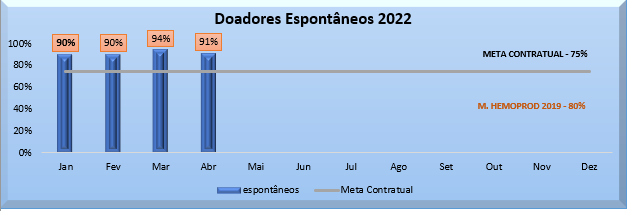 Doadores Espontâneos 2022
90%
90%
94%
91%
100%
80%
60%
40%
20%
0%
META CONTRATUAL - 75%
M. HEMOPROD 2019 - 80%
Jan Fev Mar Abr Mai Jun Jul Ago Set Out Nov Dez
espontâneos Meta Contratual